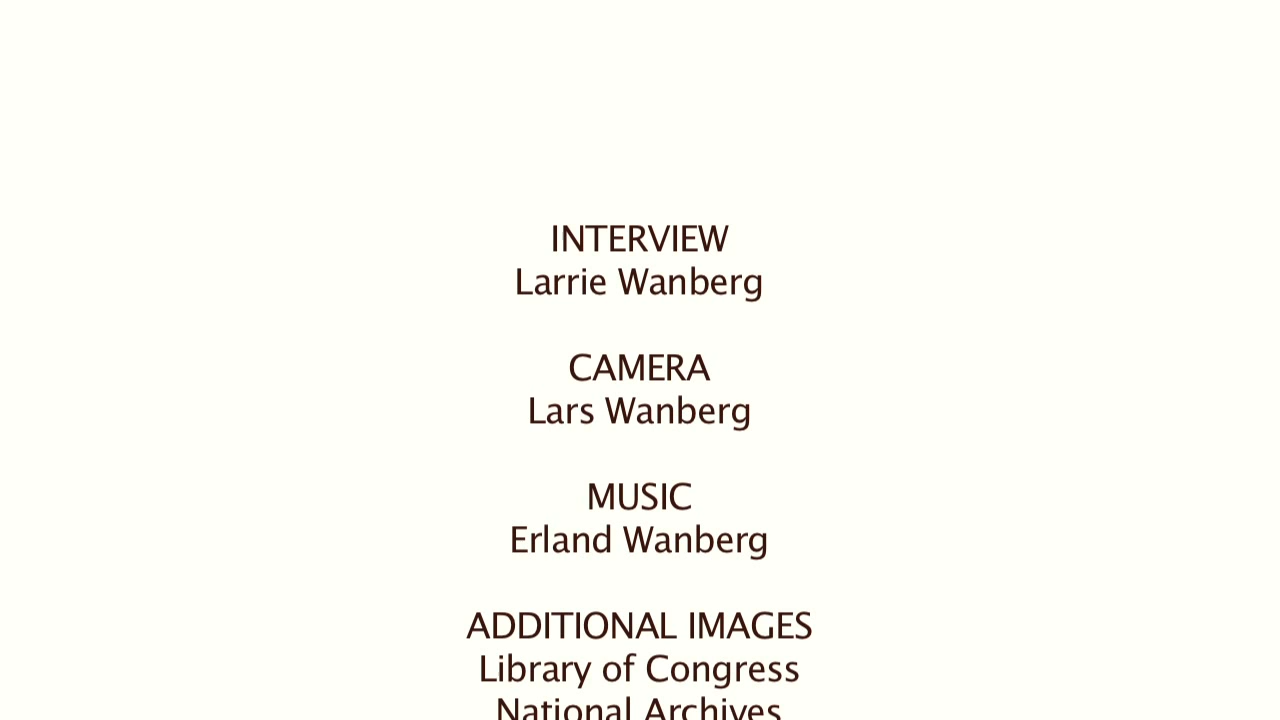 INTERVIEW
Larrie Wanberg
CAMERA
Lars Wanberg
MUSIC
Erland Wanberg
ADDITIONAL IMAGES
Library of Congress
National Archives